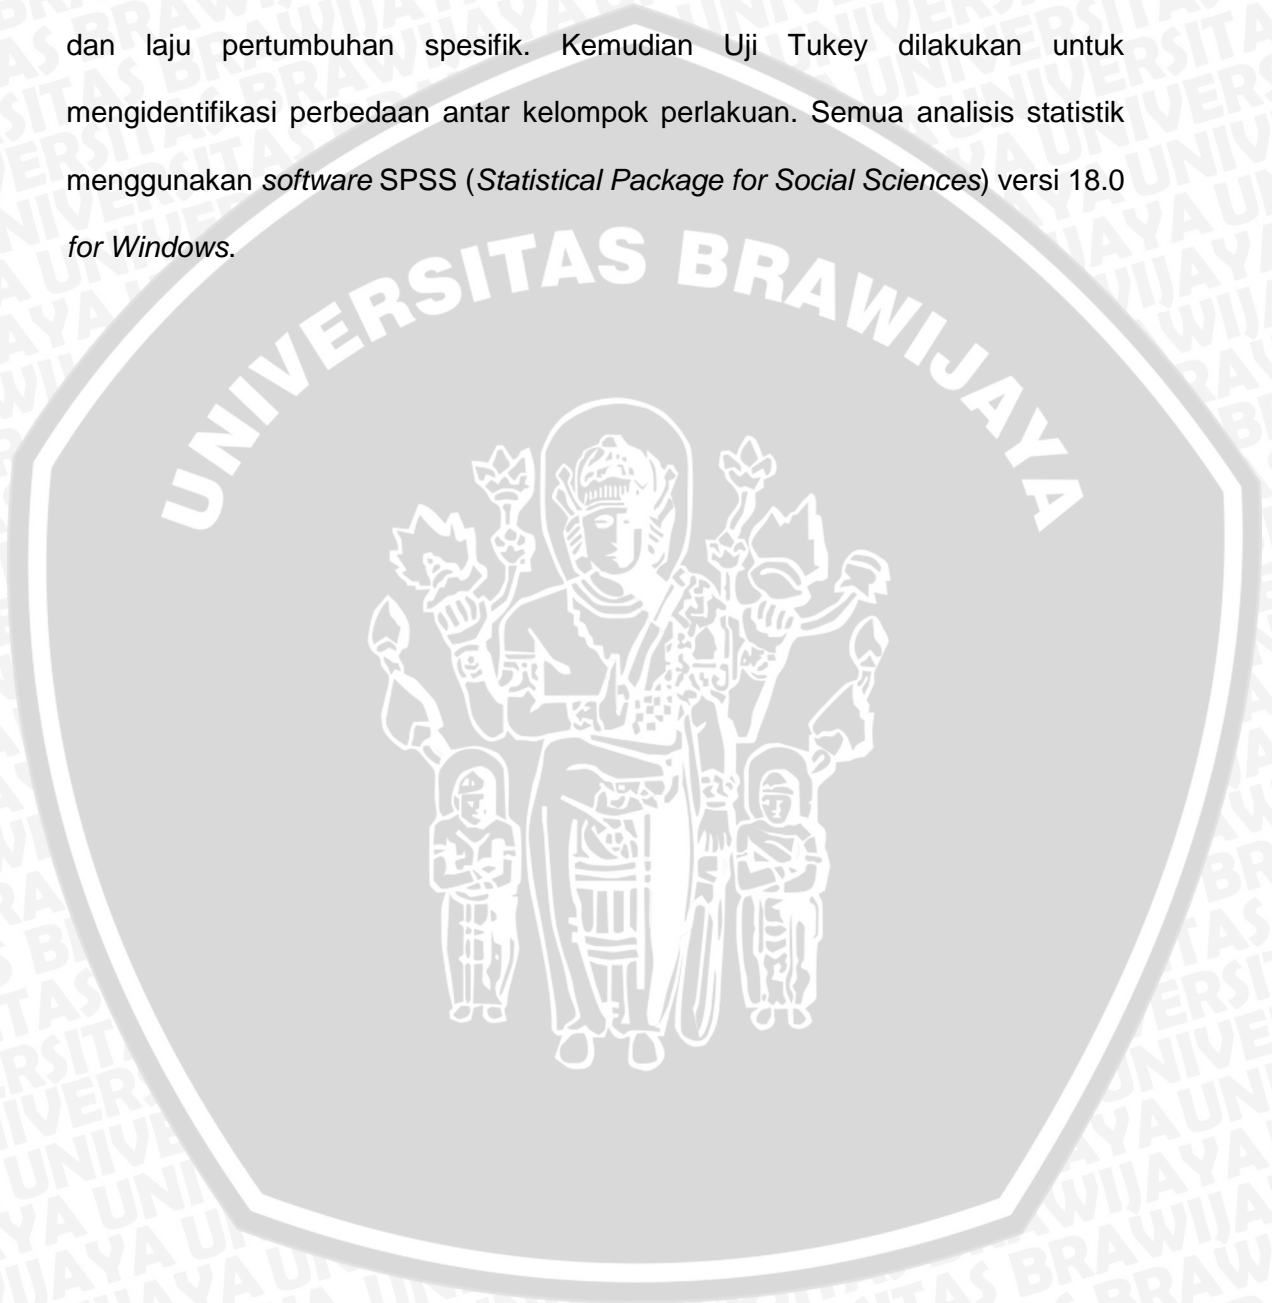 dan laju pertumbuhan spesifik. Kemudian Uji Tukey dilakukan untuk
mengidentifikasi perbedaan antar kelompok perlakuan. Semua analisis statistik
menggunakan software SPSS (Statistical Package for Social Sciences) versi 18.0
for Windows.
UNIVERSITAS BRAWIJAYA